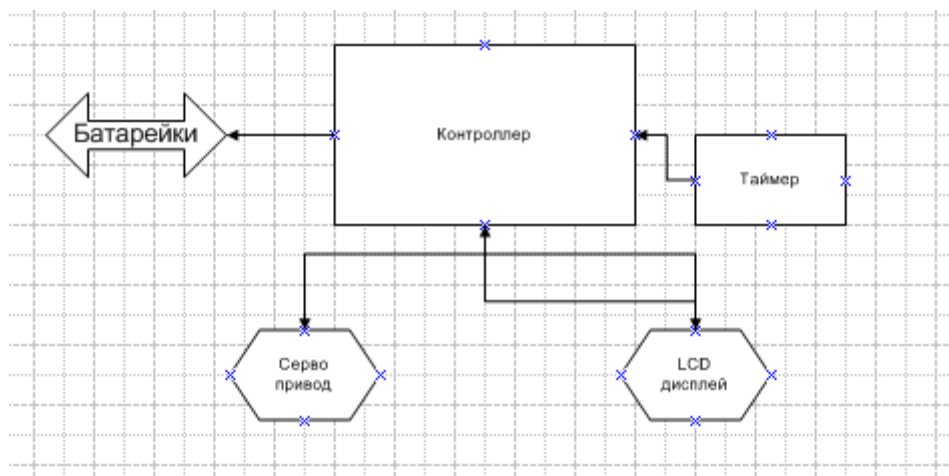 Батарейки
Контроллер
Таймер
Серво
привод
LCD
дисплей